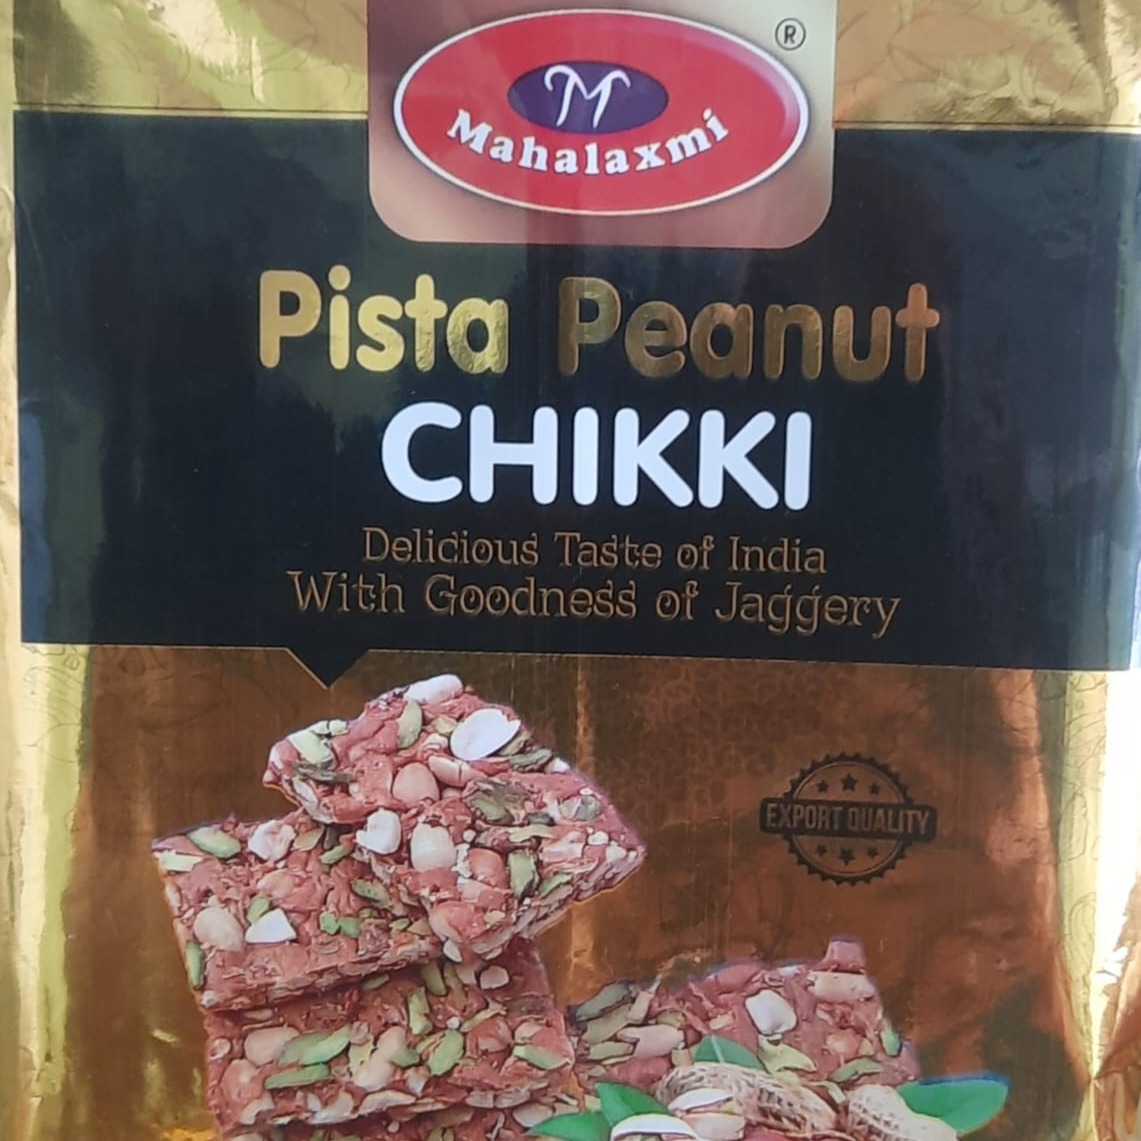 ®
M
Mahalaxmi
Pista Peanut
CHIKKI
Delicious Taste of India
With Goodness of Jaggery
EXPORT QUALITY